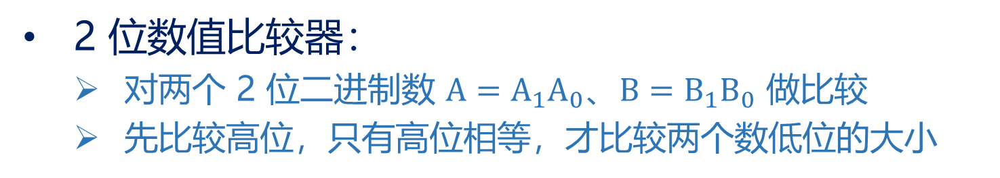 • 2 位数值比较器：
➢ 对两个 2 位二进制数 A = A₁A₀、B = B₁B₀ 做比较
➢ 先比较高位，只有高位相等，才比较两个数低位的大小